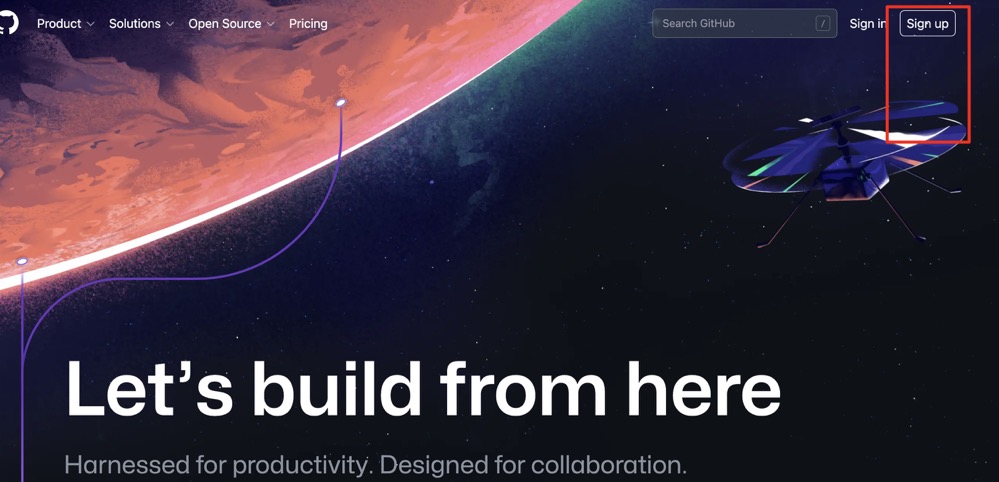 Product Solutions Open Source Pricing Search GitHub / Sign in Sign up
Let's build from here
Harnessed for productivity. Designed for collaboration.